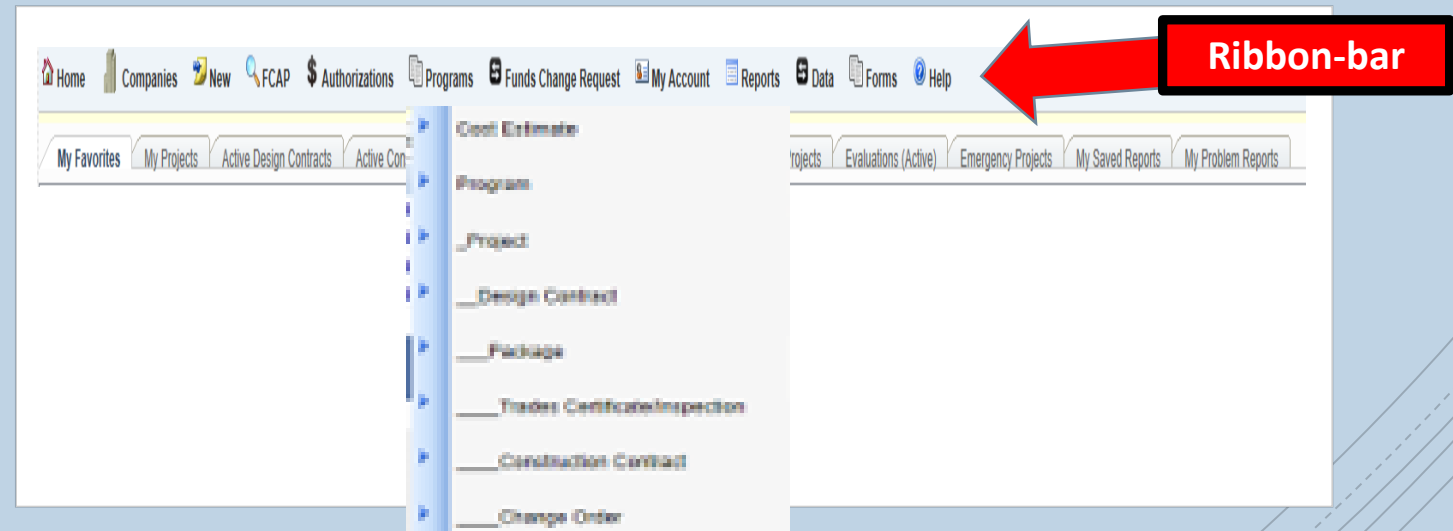 Ribbon-bar
Home Companies New FCAP $ Authorizations Programs Funds Change Request My Account Reports Data Forms Help
My Favorites My Projects Active Design Contracts Active Con rojects Evaluations (Active) Emergency Projects My Saved Reports My Problem Reports
Cost Estimate
Program
_Project
__Design Contract
___Package
____Trades Certificate/Inspection
____Construction Contract
____Change Order